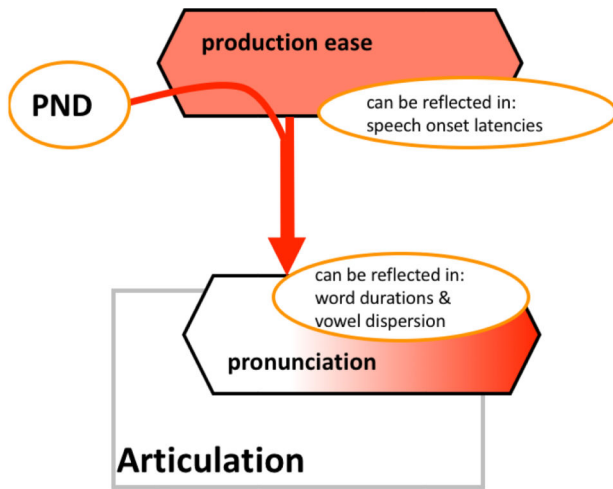 production ease
PND
can be reflected in:
speech onset latencies
can be reflected in:
word durations &
vowel dispersion
pronunciation
Articulation